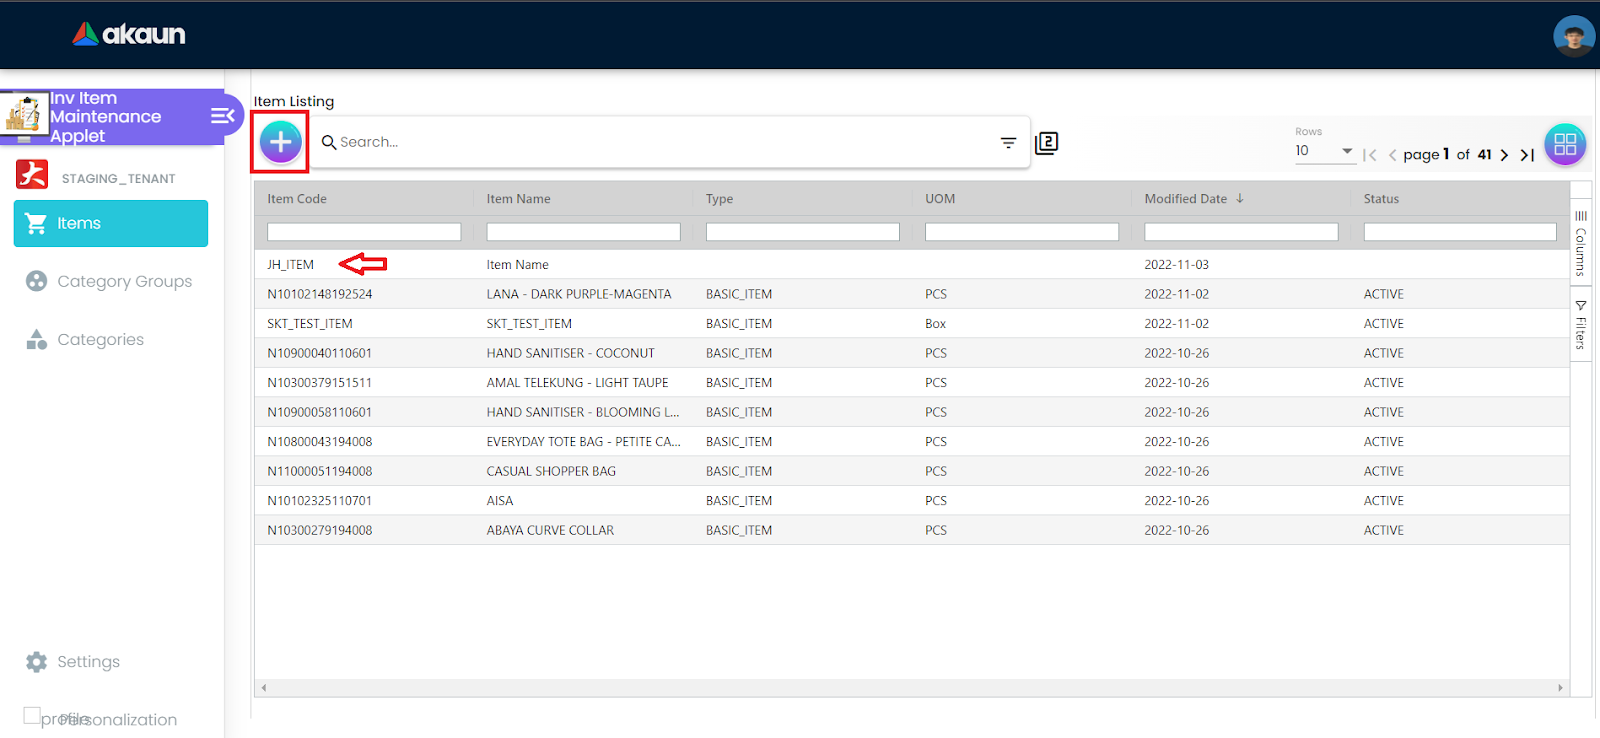 akaun
Inv Item
Maintenance
Applet
STAGING_TENANT
Items
Category Groups
Categories
Settings
profile
Personalization
Item Listing
Search...
2
Rows
10
page 1 of 41
Item Code Item Name Type UOM Modified Date Status
JH_ITEM Item Name 2022-11-03
N10102148192524 LANA - DARK PURPLE-MAGENTA BASIC_ITEM PCS 2022-11-02 ACTIVE
SKT_TEST_ITEM SKT_TEST_ITEM BASIC_ITEM Box 2022-11-02 ACTIVE
N10900040110601 HAND SANITISER - COCONUT BASIC_ITEM PCS 2022-10-26 ACTIVE
N10300379151511 AMAL TELEKUNG - LIGHT TAUPE BASIC_ITEM PCS 2022-10-26 ACTIVE
N10900058110601 HAND SANITISER - BLOOMING L... BASIC_ITEM PCS 2022-10-26 ACTIVE
N10800043194008 EVERYDAY TOTE BAG - PETITE CA... BASIC_ITEM PCS 2022-10-26 ACTIVE
N11000051194008 CASUAL SHOPPER BAG BASIC_ITEM PCS 2022-10-26 ACTIVE
N10102325110701 AISA BASIC_ITEM PCS 2022-10-26 ACTIVE
N10300279194008 ABAYA CURVE COLLAR BASIC_ITEM PCS 2022-10-26 ACTIVE
Columns
Filters